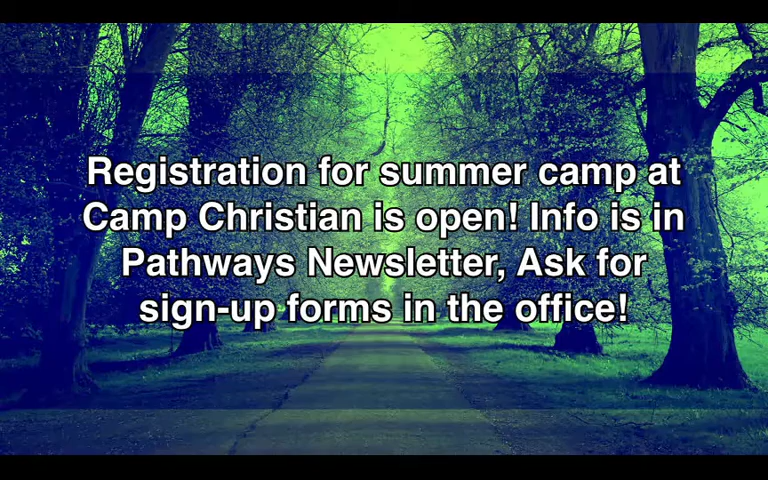 Registration for summer camp at
Camp Christian is open! Info is in
Pathways Newsletter, Ask for
sign-up forms in the office!